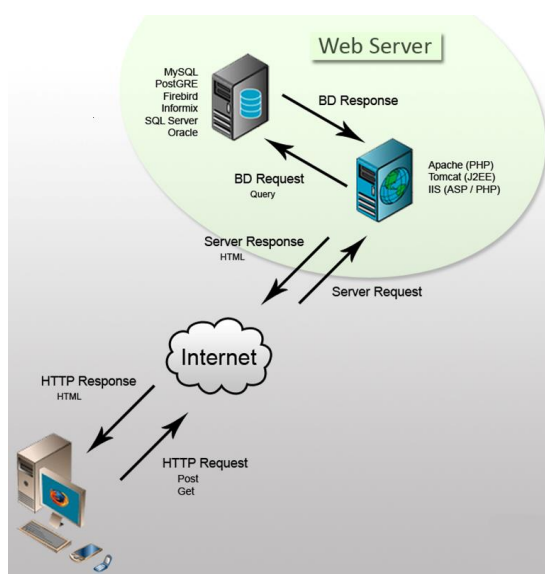 Web Server
MySQL
PostGRE
Firebird
Informix
SQL Server
Oracle
BD Response
BD Request
Query
Apache (PHP)
Tomcat (J2EE)
IIS (ASP / PHP)
Server Response
HTML
Server Request
Internet
HTTP Response
HTML
HTTP Request
Post
Get